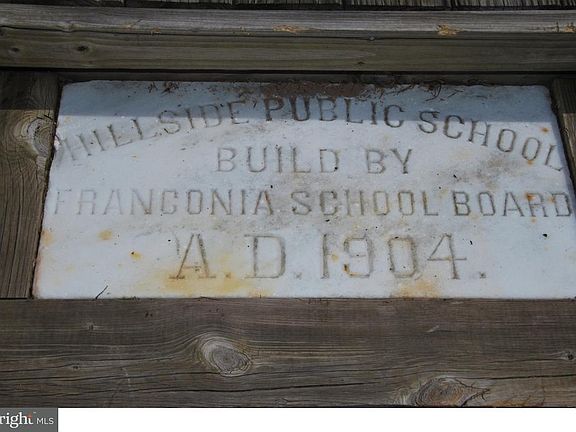 HILLSIDE PUBLIC SCHOOL
BUILD BY
FRANCONIA SCHOOL BOARD
A.D. 1904.
right MLS